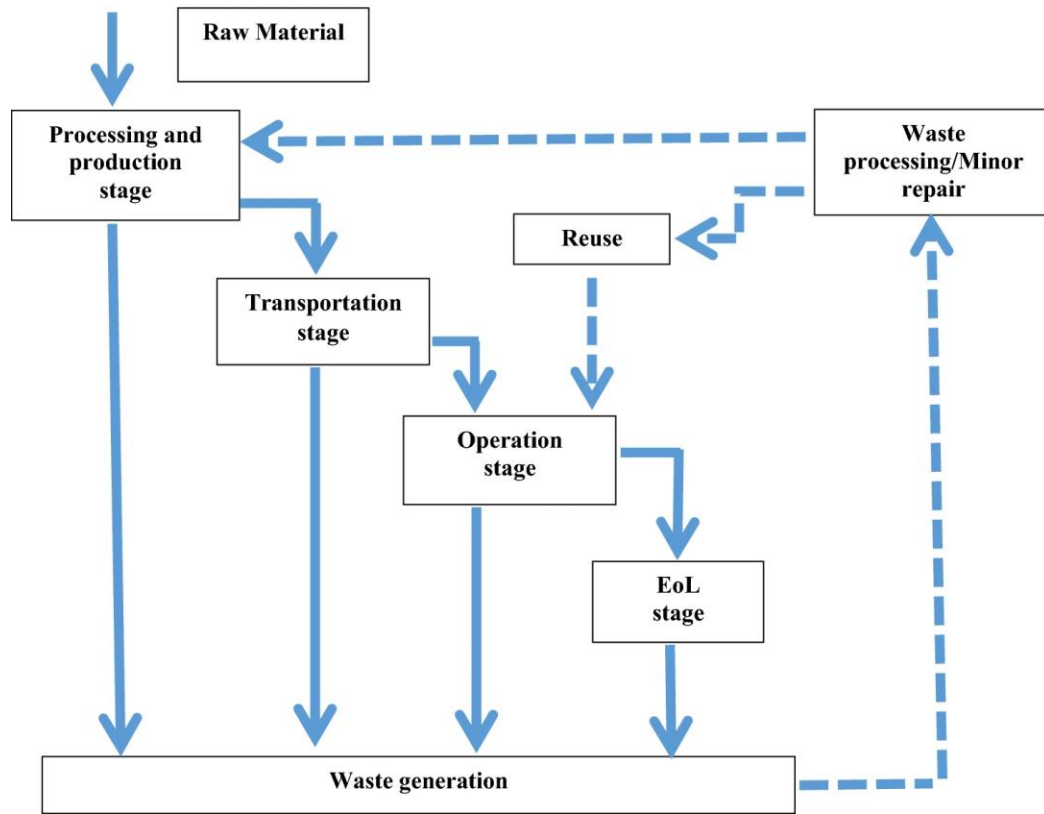 Raw Material
Processing and
production
stage
Waste
processing/Minor
repair
Reuse
Transportation
stage
Operation
stage
EoL
stage
Waste generation